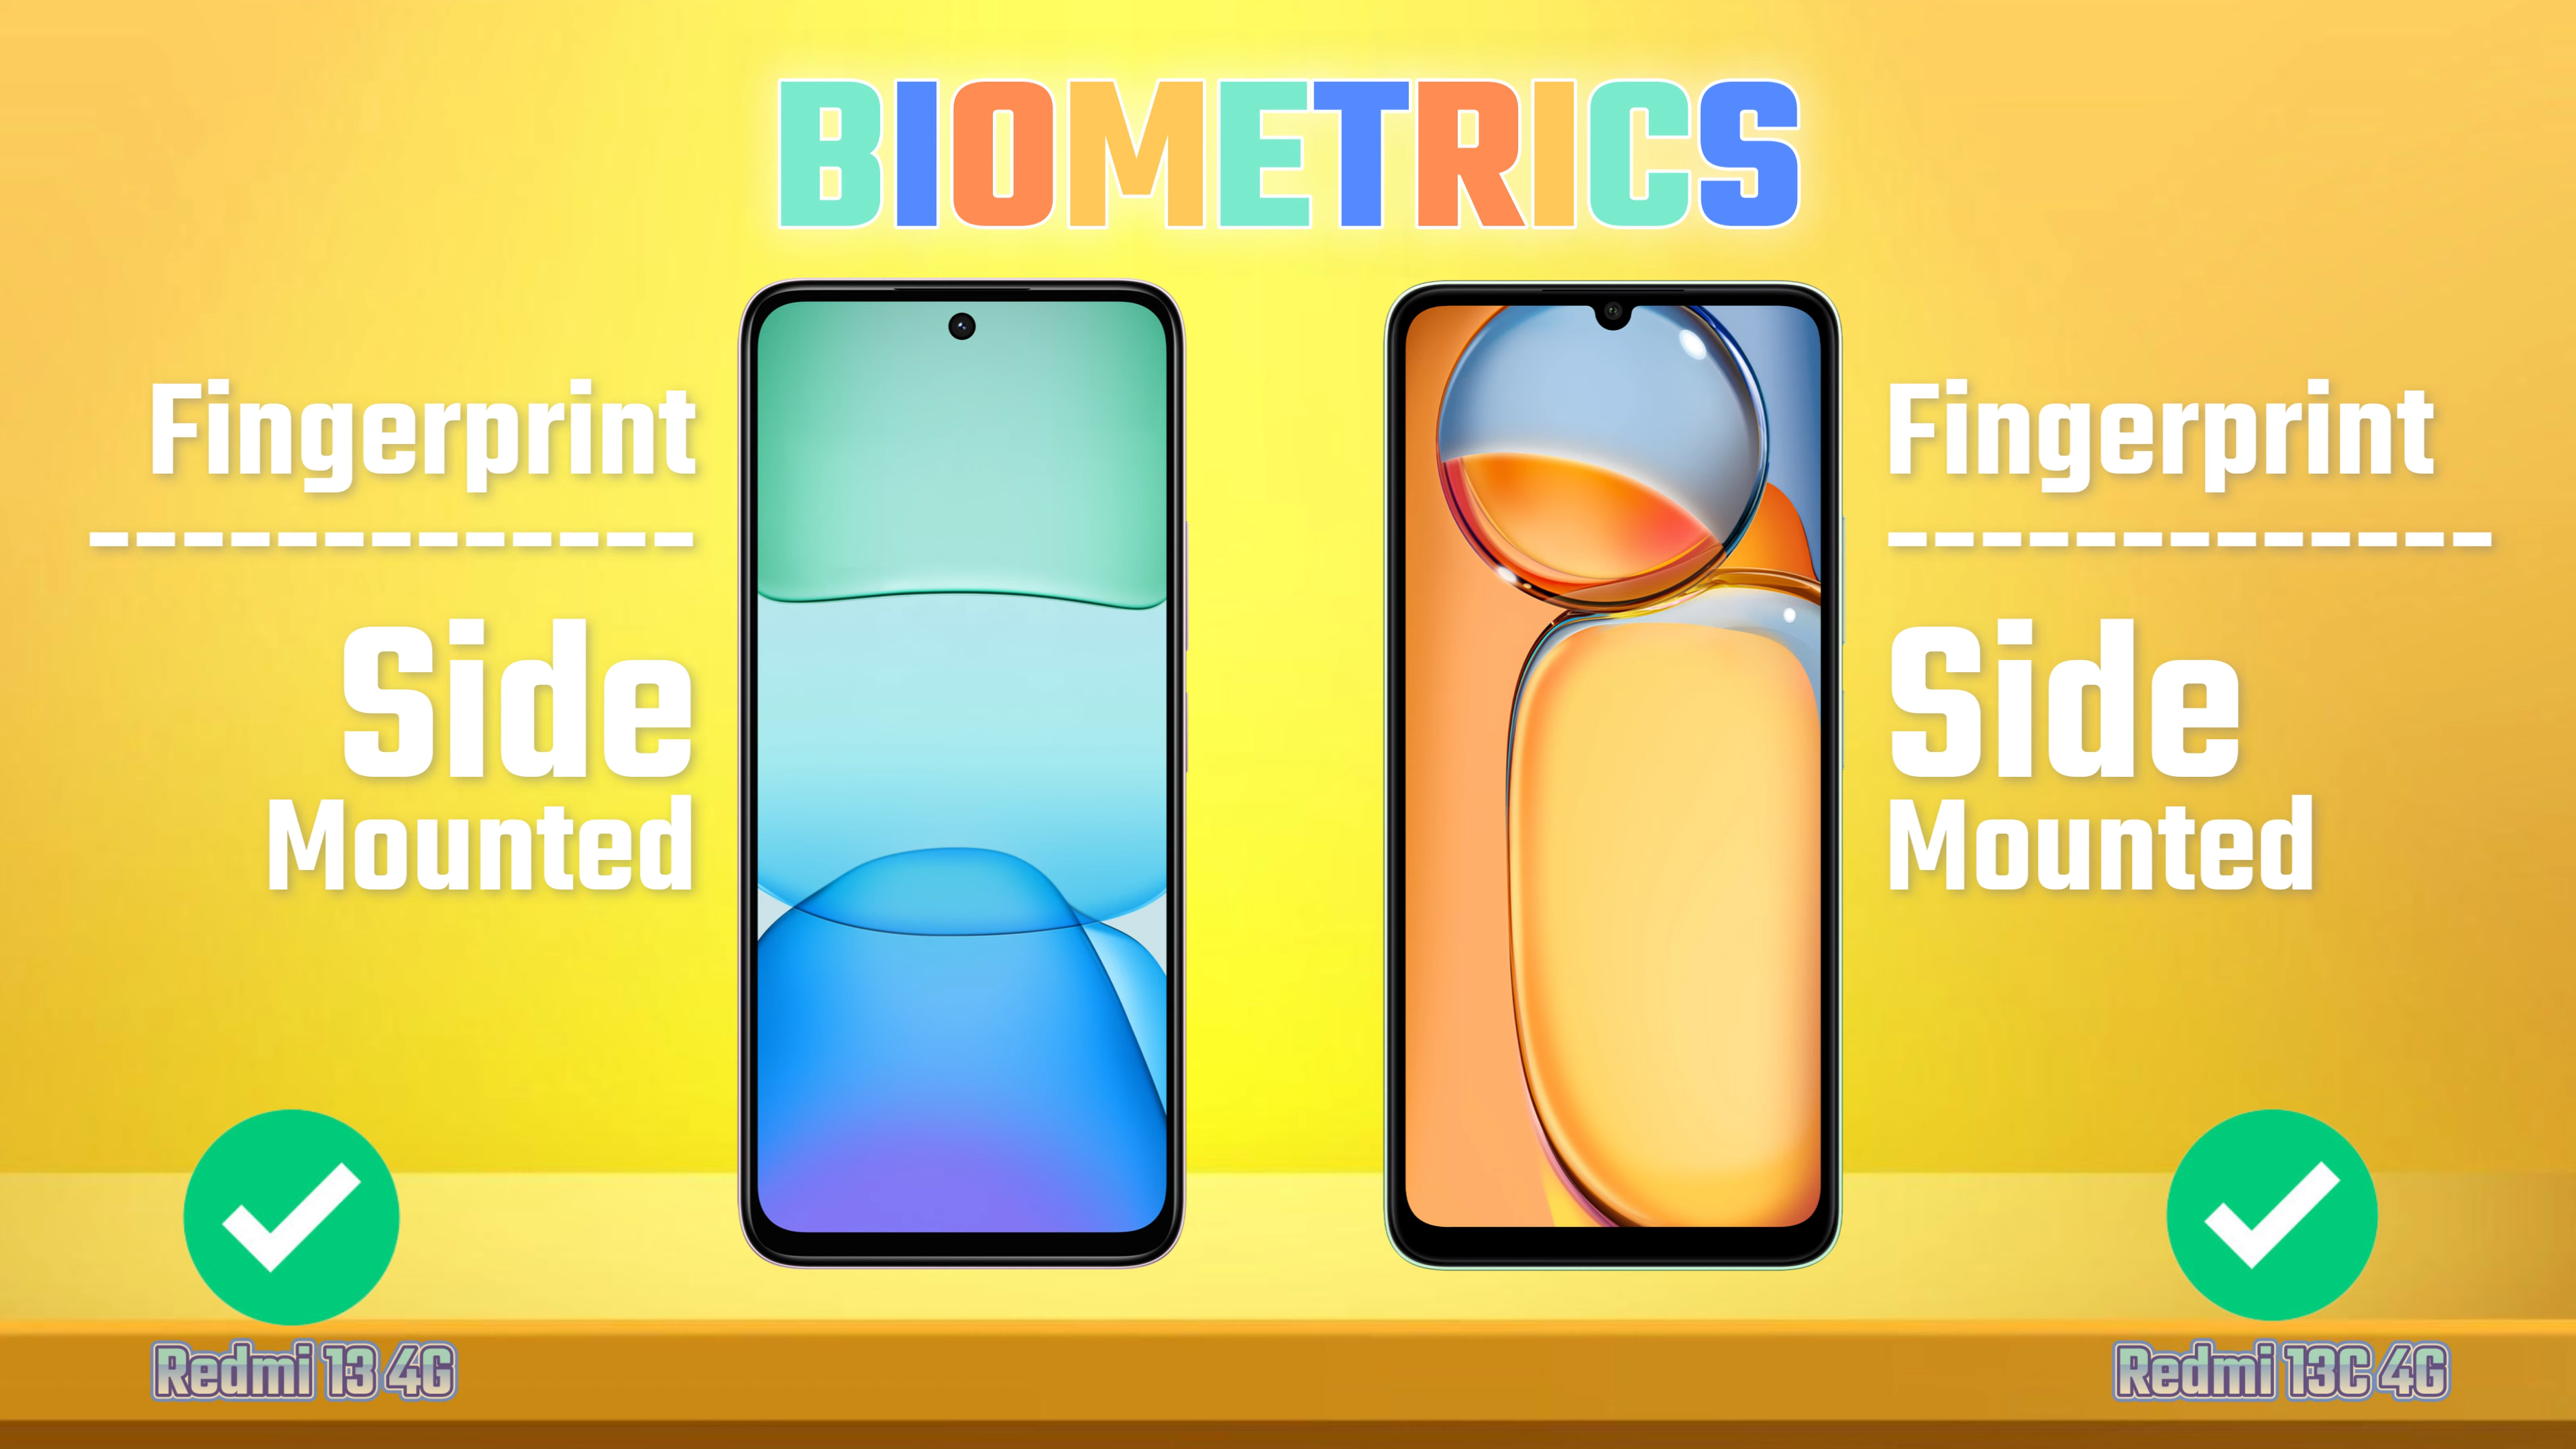 BIOMETRICS
Fingerprint
--------------
Side
Mounted
Redmi 13 4G
Fingerprint
--------------
Side
Mounted
Redmi 13C 4G